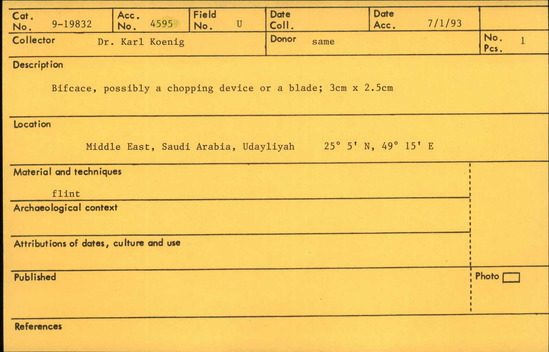 Cat. No. 9-19832 Acc. No. 4595 Field No. U Date Coll. Date Acc. 7/1/93
Collector Dr. Karl Koenig Donor same No. Pcs. 1
Description
Bifcace, possibly a chopping device or a blade; 3cm x 2.5cm
Location
Middle East, Saudi Arabia, Udayliyah 25° 5' N, 49° 15' E
Material and techniques
flint
Archaeological context
Attributions of dates, culture and use
Published Photo
References